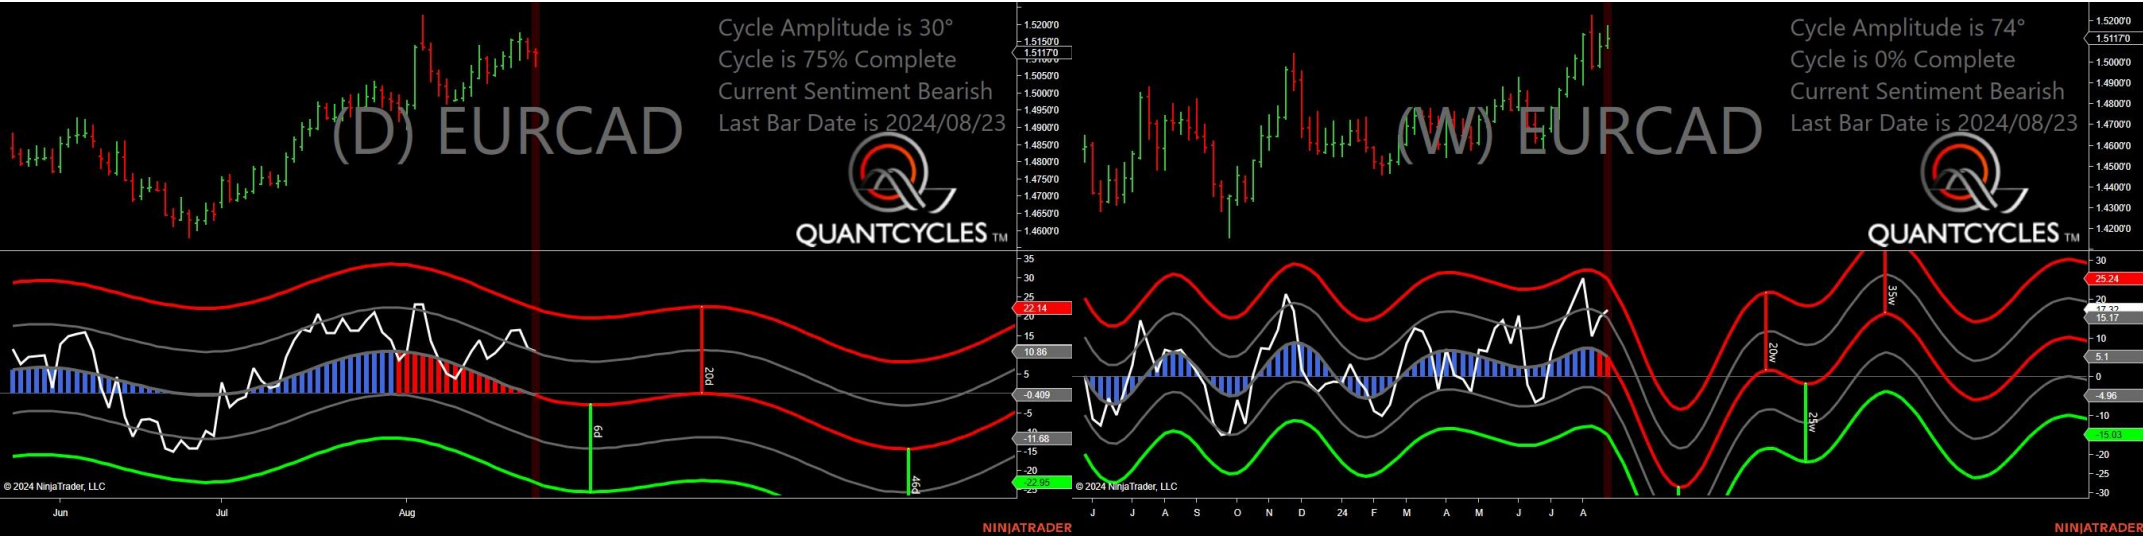 Cycle Amplitude is 30°
Cycle is 75% Complete
Current Sentiment Bearish
Last Bar Date is 2024/08/23
(D) EURCAD
QUANTCYCLES TM
1.5200'0
1.5150'0
1.5117'0
1.5050'0
1.5000'0
1.4950'0
1.4900'0
1.4850'0
1.4800'0
1.4750'0
1.4700'0
1.4650'0
1.4600'0
35
30
25
22.14
20
15
10.86
5
-0.409
-5
-11.68
-15
-20
-22.95
20d
6d
46d
© 2024 NinjaTrader, LLC
Jun
Jul
Aug
NINJATRADER
Cycle Amplitude is 74°
Cycle is 0% Complete
Current Sentiment Bearish
Last Bar Date is 2024/08/23
(W) EURCAD
QUANTCYCLES TM
1.5200'0
1.5117'0
1.5000'0
1.4900'0
1.4800'0
1.4700'0
1.4600'0
1.4500'0
1.4400'0
1.4300'0
1.4200'0
30
25.24
20
15.17
10
5.1
0
-4.96
-10
-15.03
-20
-25
-30
20w
25w
35w
© 2024 NinjaTrader, LLC
J J A S O N D 24 F M A M J J A
NINJATRADER